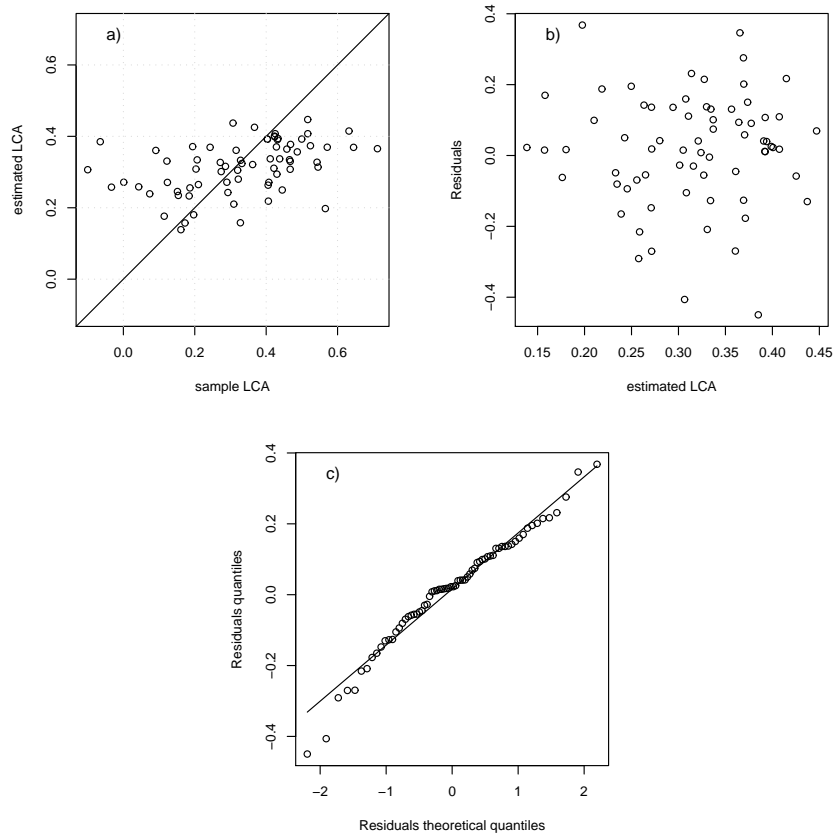 a)
0.6
0.4
0.2
0.0
estimated LCA
0.0 0.2 0.4 0.6
sample LCA
b)
0.4
0.2
0.0
−0.2
−0.4
Residuals
0.15 0.20 0.25 0.30 0.35 0.40 0.45
estimated LCA
c)
0.4
0.2
0.0
−0.2
−0.4
Residuals quantiles
−2 −1 0 1 2
Residuals theoretical quantiles